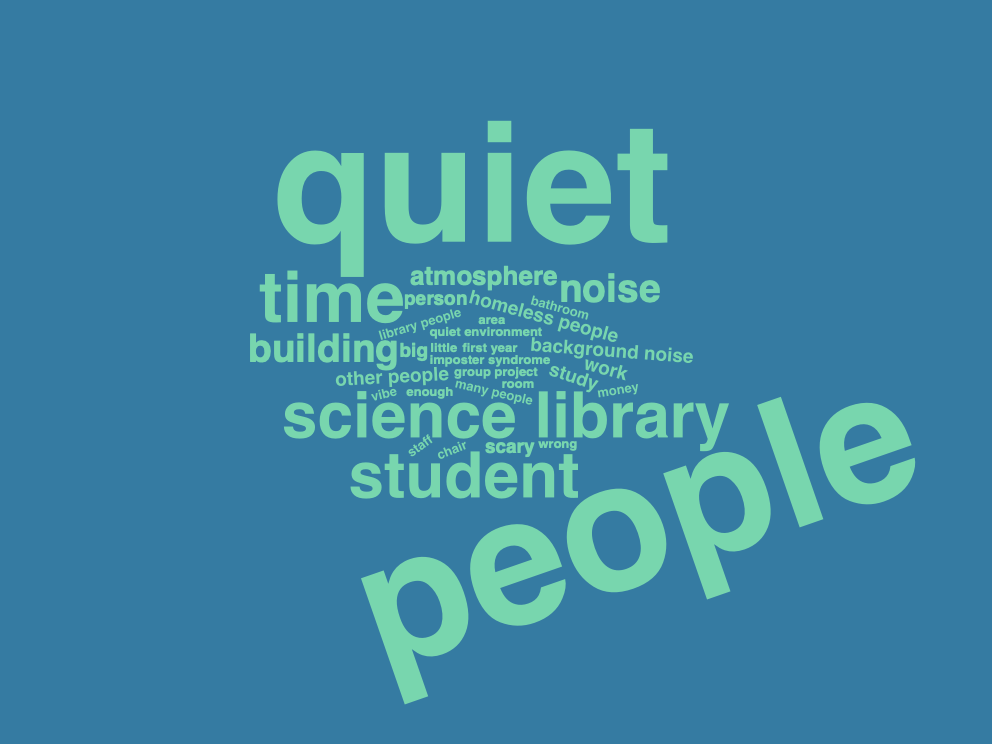 quiet
atmosphere
time
noise
person
homeless people
bathroom
library people
area
quiet environment
building
big
little first year
background noise
imposter syndrome
other people
group project
study
work
vibe
enough
many people
room
money
science library
staff
chair
scary
wrong
student
people